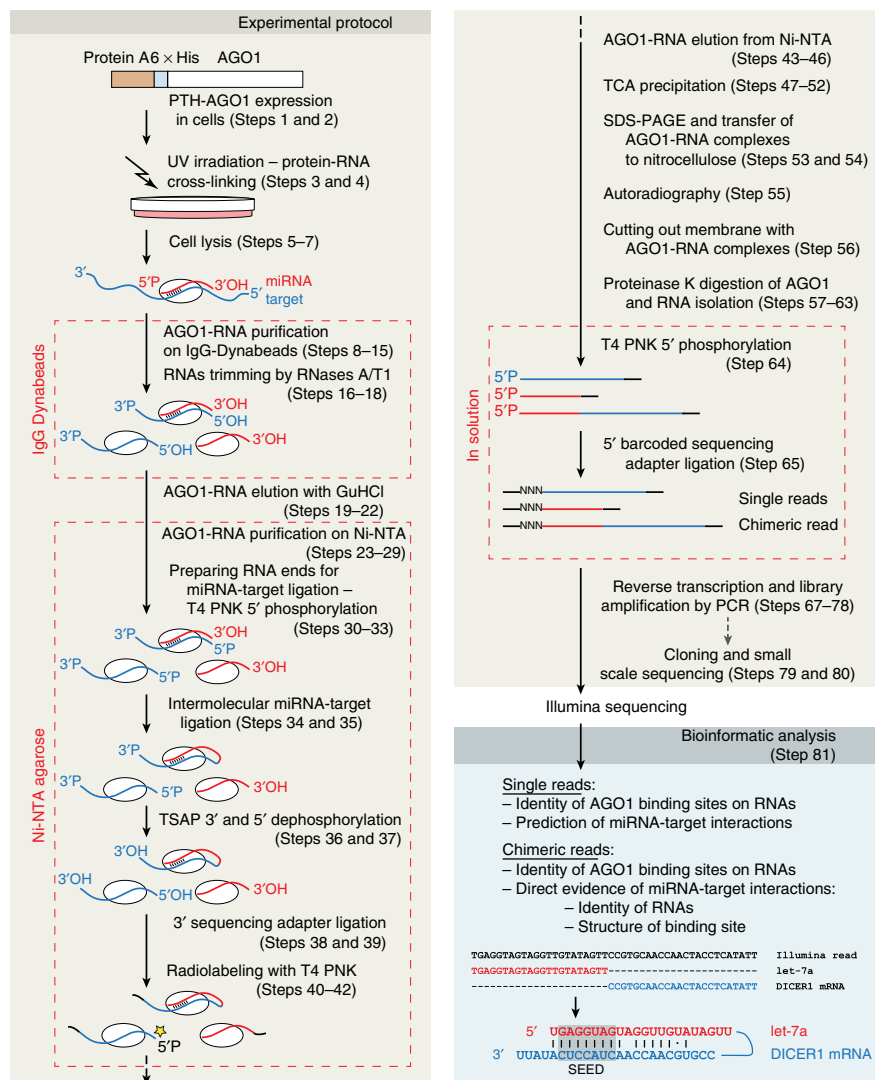 Experimental protocol
Protein A6 × His AGO1
PTH-AGO1 expression
in cells (Steps 1 and 2)
UV irradiation – protein-RNA
cross-linking (Steps 3 and 4)
Cell lysis (Steps 5–7)
3′
5′P
3′OH
miRNA
5′
target
IgG Dynabeads
AGO1-RNA purification
on IgG-Dynabeads (Steps 8–15)
RNAs trimming by RNases A/T1
(Steps 16–18)
3′P
3′OH
5′OH
3′P
5′OH
3′OH
AGO1-RNA elution with GuHCl
(Steps 19–22)
Ni-NTA agarose
AGO1-RNA purification on Ni-NTA
(Steps 23–29)
Preparing RNA ends for
miRNA-target ligation –
T4 PNK 5′ phosphorylation
(Steps 30–33)
3′P
3′OH
5′P
3′P
5′P
3′OH
Intermolecular miRNA-target
ligation (Steps 34 and 35)
3′P
3′P
5′P
3′OH
TSAP 3′ and 5′ dephosphorylation
(Steps 36 and 37)
3′OH
3′OH
5′OH
3′OH
3′ sequencing adapter ligation
(Steps 38 and 39)
Radiolabeling with T4 PNK
(Steps 40–42)
5′P
AGO1-RNA elution from Ni-NTA
(Steps 43–46)
TCA precipitation (Steps 47–52)
SDS-PAGE and transfer of
AGO1-RNA complexes
to nitrocellulose (Steps 53 and 54)
Autoradiography (Step 55)
Cutting out membrane with
AGO1-RNA complexes (Step 56)
Proteinase K digestion of AGO1
and RNA isolation (Steps 57–63)
In solution
T4 PNK 5′ phosphorylation
(Step 64)
5′P
5′P
5′P
5′ barcoded sequencing
adapter ligation (Step 65)
NNN
NNN
NNN
Single reads
Chimeric read
Reverse transcription and library
amplification by PCR (Steps 67–78)
Cloning and small
scale sequencing (Steps 79 and 80)
Illumina sequencing
Bioinformatic analysis
(Step 81)
Single reads:
– Identity of AGO1 binding sites on RNAs
– Prediction of miRNA-target interactions
Chimeric reads:
– Identity of AGO1 binding sites on RNAs
– Direct evidence of miRNA-target interactions:
– Identity of RNAs
– Structure of binding site
TGAGGTAGTAGGTTGTATAGTTCCGTGCAACCAACTACCTCATATT Illumina read
TGAGGTAGTAGGTTGTATAGTT------------------------ let-7a
----------------------CCGTGCAACCAACTACCTCATATT DICER1 mRNA
5′ UGAGGUAGUAGGUUGUAUAGUU let-7a
3′ UUAUACUCCAUCAACCAACGUGCC DICER1 mRNA
SEED